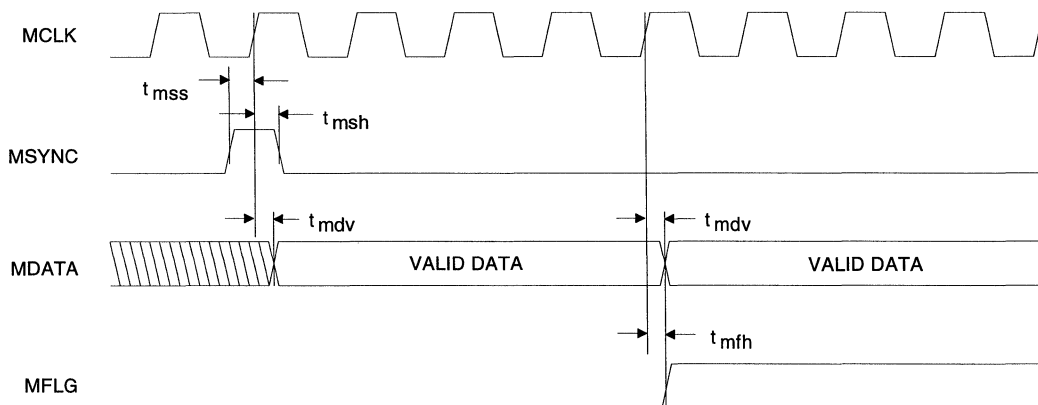 MCLK
t mss
t msh
MSYNC
t mdv
t mdv
MDATA
VALID DATA
VALID DATA
t mfh
MFLG